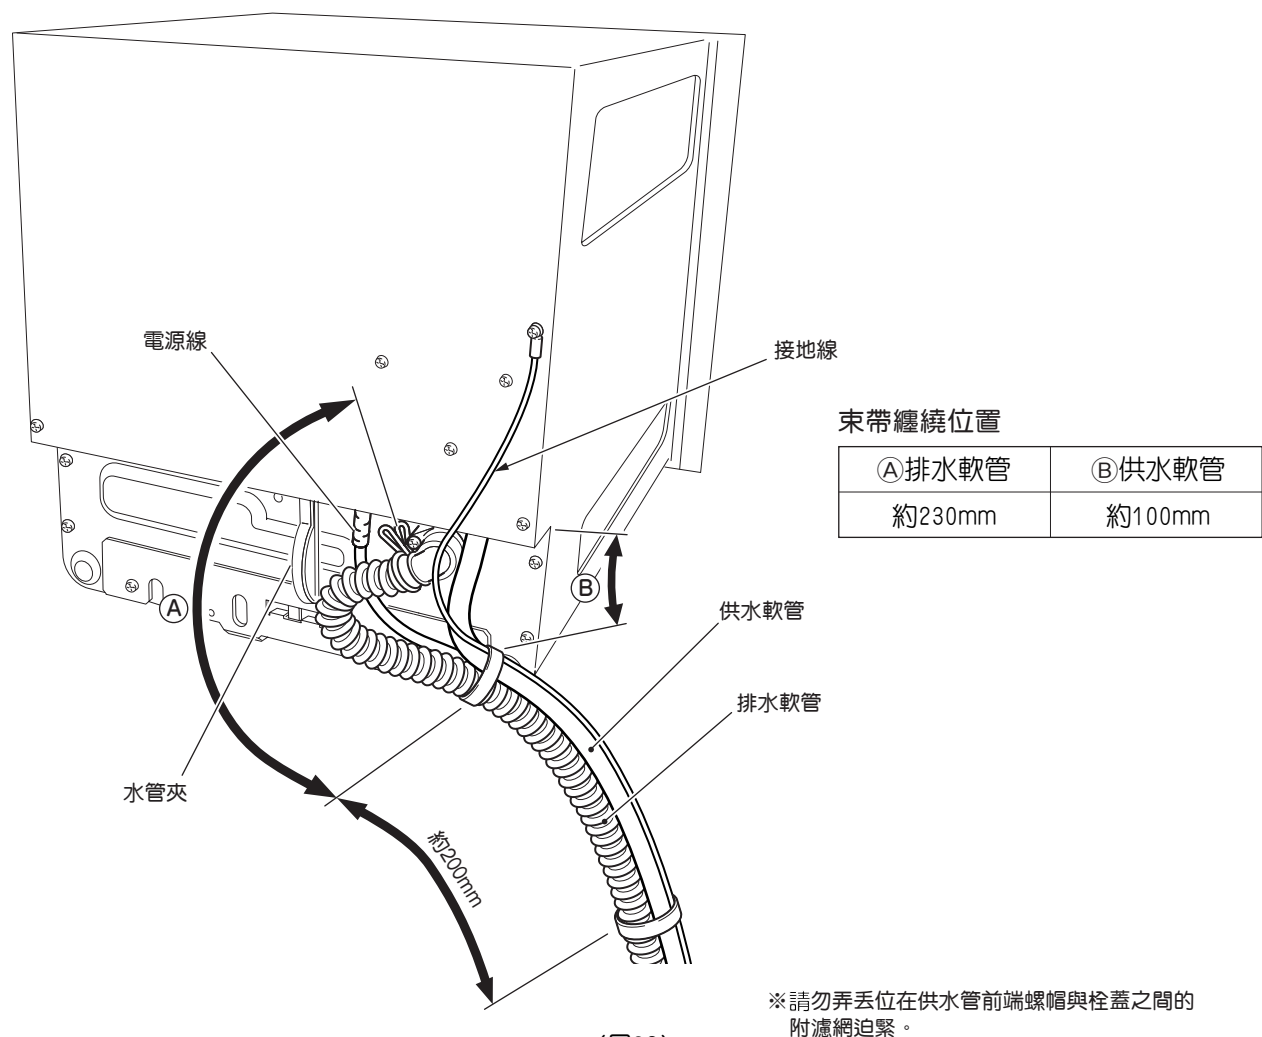 電源線
接地線
束帶纏繞位置
Ⓐ排水軟管
Ⓑ供水軟管
約230mm
約100mm
Ⓑ
Ⓐ
供水軟管
排水軟管
水管夾
約200mm
※請勿弄丟位在供水管前端螺帽與栓蓋之間的
附濾網迫緊。